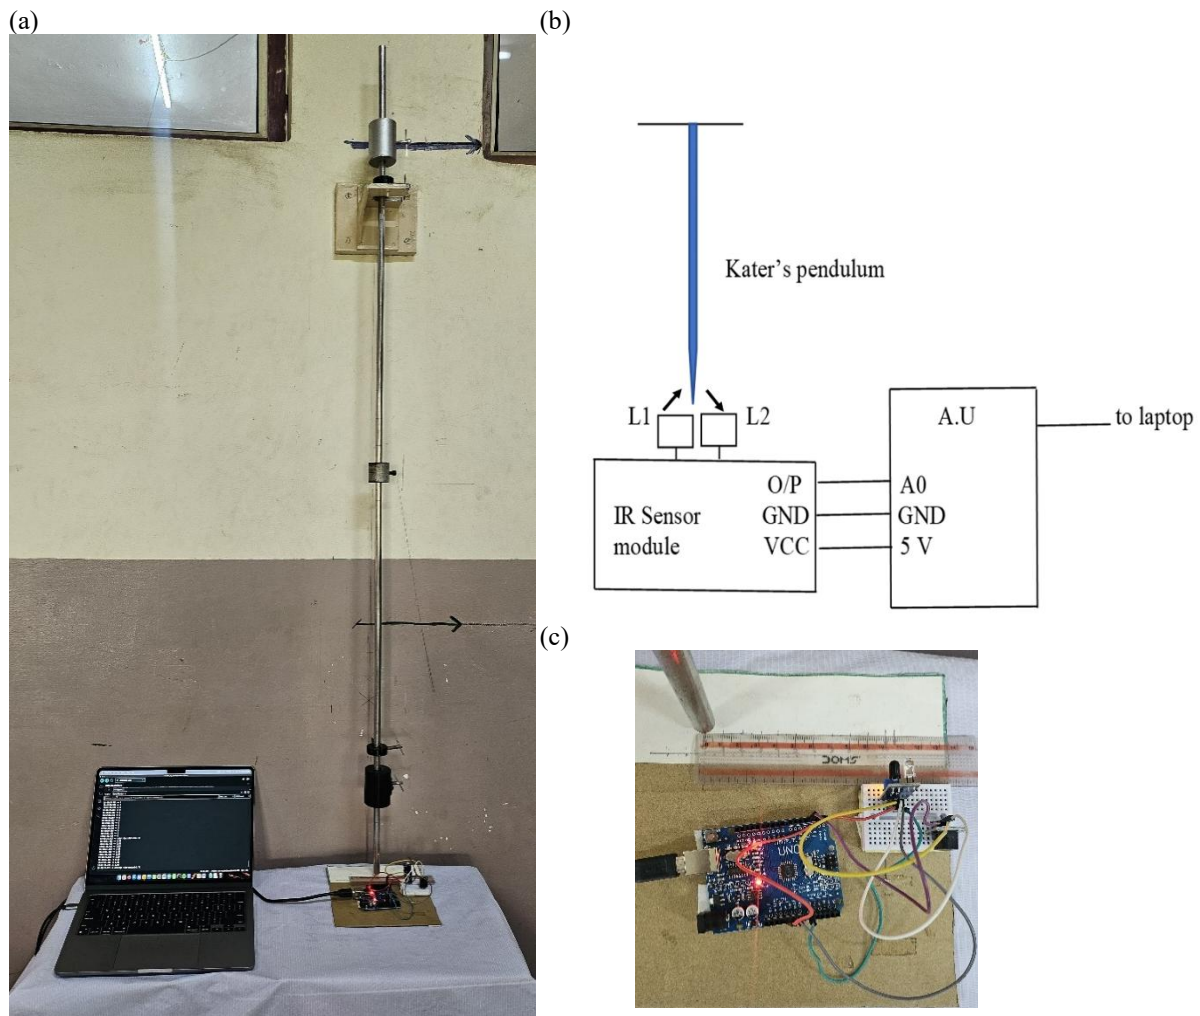 (a)
(b)
Kater's pendulum
L1
L2
A.U
to laptop
O/P
A0
IR Sensor
module
GND
GND
VCC
5 V
(c)
DOMS
UNO